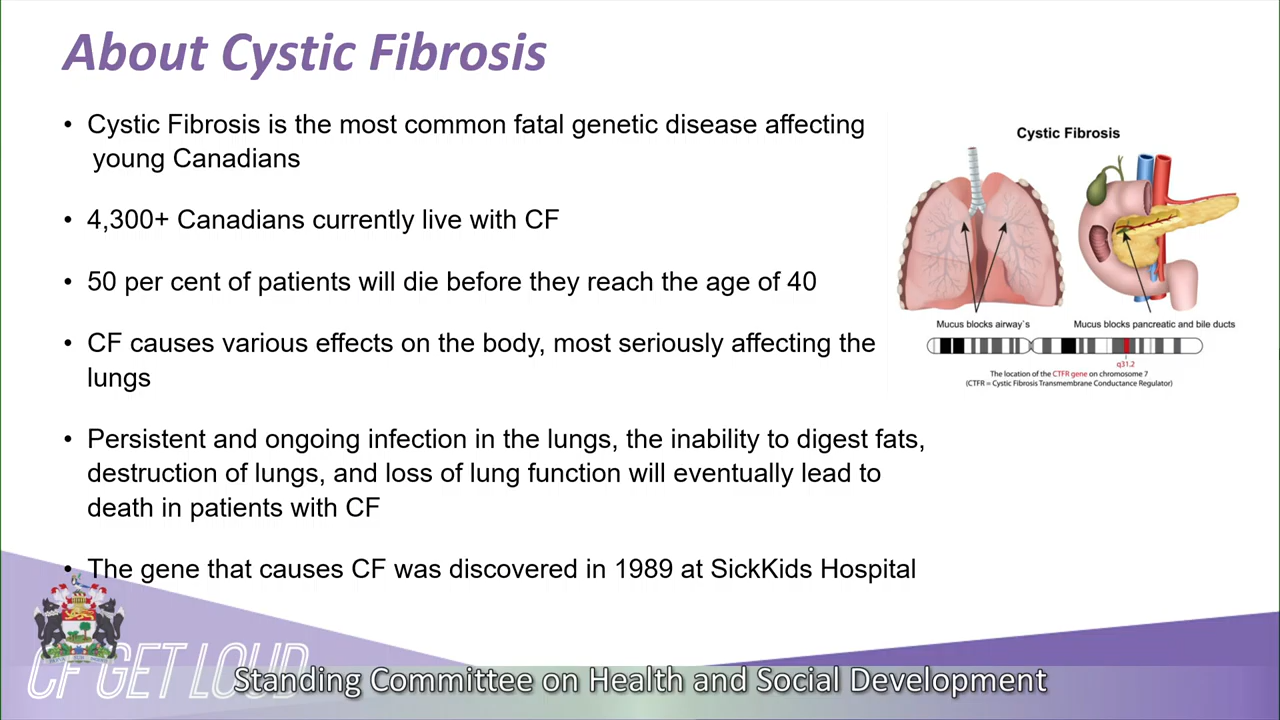 About Cystic Fibrosis
• Cystic Fibrosis is the most common fatal genetic disease affecting
young Canadians
• 4,300+ Canadians currently live with CF
• 50 per cent of patients will die before they reach the age of 40
• CF causes various effects on the body, most seriously affecting the
lungs
• Persistent and ongoing infection in the lungs, the inability to digest fats,
destruction of lungs, and loss of lung function will eventually lead to
death in patients with CF
• The gene that causes CF was discovered in 1989 at SickKids Hospital
Cystic Fibrosis
Mucus blocks airway`s
Mucus blocks pancreatic and bile ducts
q31.2
The location of the CTFR gene on chromosome 7
(CTFR = Cystic Fibrosis Transmembrane Conductance Regulator)
CF GET LOUD
Standing Committee on Health and Social Development